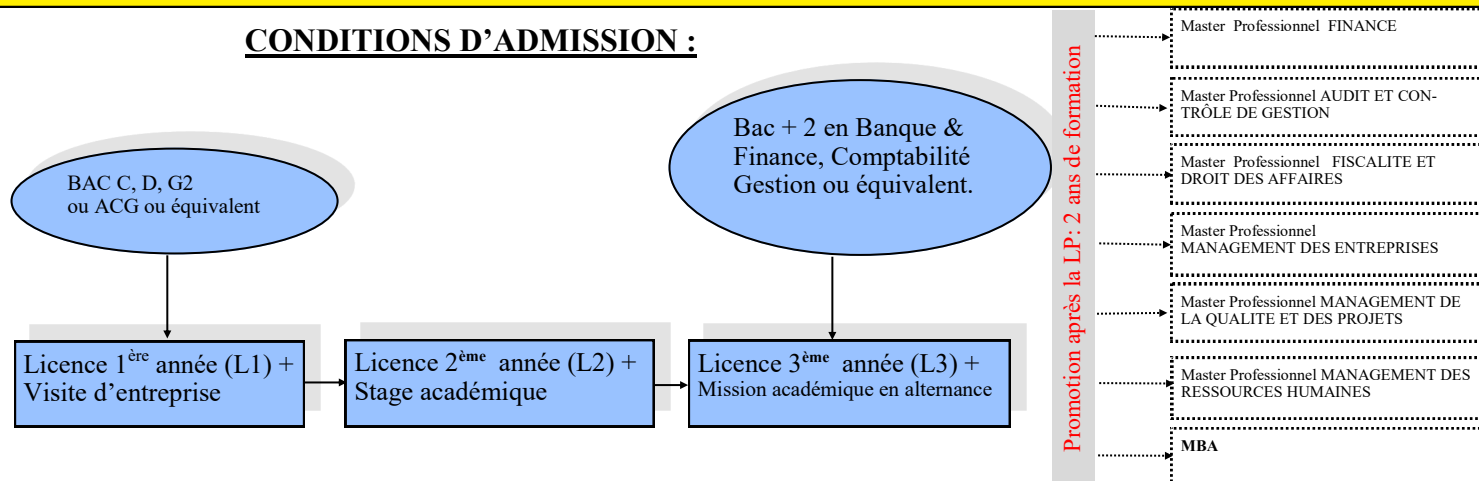 CONDITIONS D’ADMISSION :
BAC C, D, G2
ou ACG ou équivalent
Bac + 2 en Banque &
Finance, Comptabilité
Gestion ou équivalent.
Licence 1ère année (L1) +
Visite d’entreprise
Licence 2ème année (L2) +
Stage académique
Licence 3ème année (L3) +
Mission académique en alternance
Promotion après la LP: 2 ans de formation
Master Professionnel FINANCE
Master Professionnel AUDIT ET CON-
TRÔLE DE GESTION
Master Professionnel FISCALITE ET
DROIT DES AFFAIRES
Master Professionnel
MANAGEMENT DES ENTREPRISES
Master Professionnel MANAGEMENT DE
LA QUALITE ET DES PROJETS
Master Professionnel MANAGEMENT DES
RESSOURCES HUMAINES
MBA